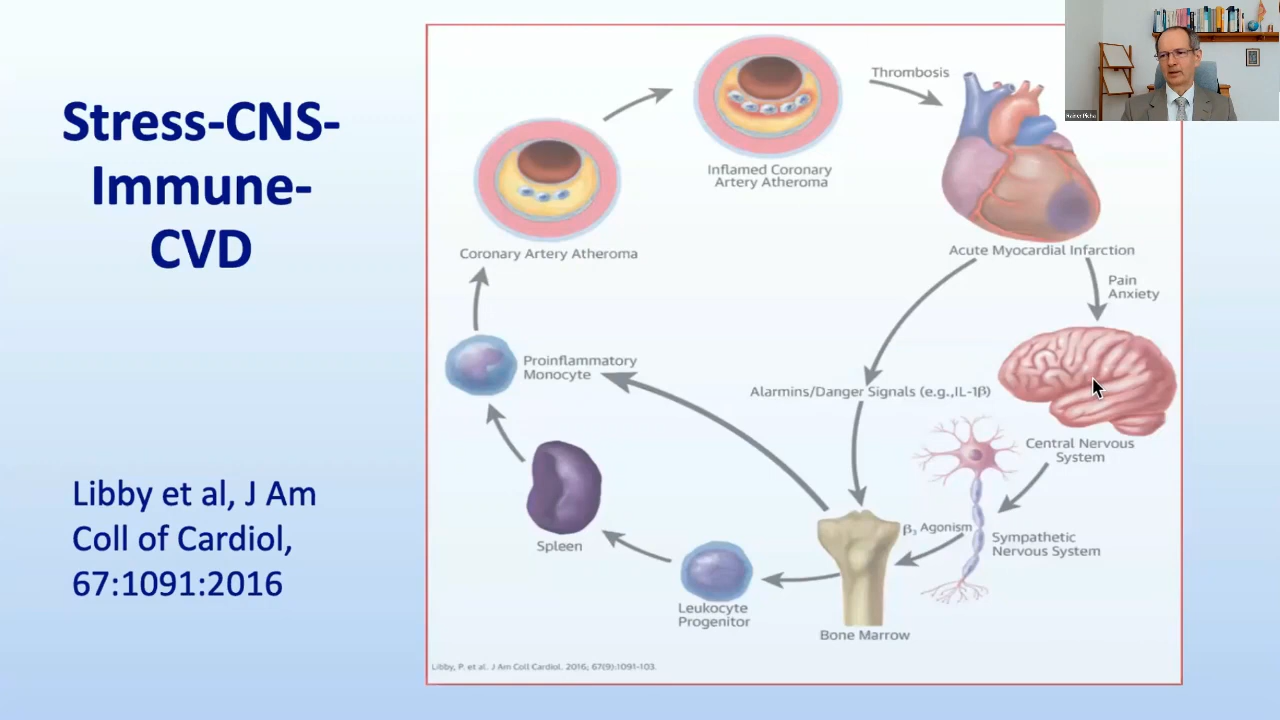 Stress-CNS-
Immune-
CVD
Libby et al, J Am
Coll of Cardiol,
67:1091:2016
Thrombosis
Inflamed Coronary
Artery Atheroma
Coronary Artery Atheroma
Acute Myocardial Infarction
Pain
Anxiety
Proinflammatory
Monocyte
Alarmins/Danger Signals (e.g.,IL-1β)
Central Nervous
System
β3 Agonism
Sympathetic
Nervous System
Spleen
Leukocyte
Progenitor
Bone Marrow
Libby, P. et al. J Am Coll Cardiol. 2016; 67(9):1091-103.